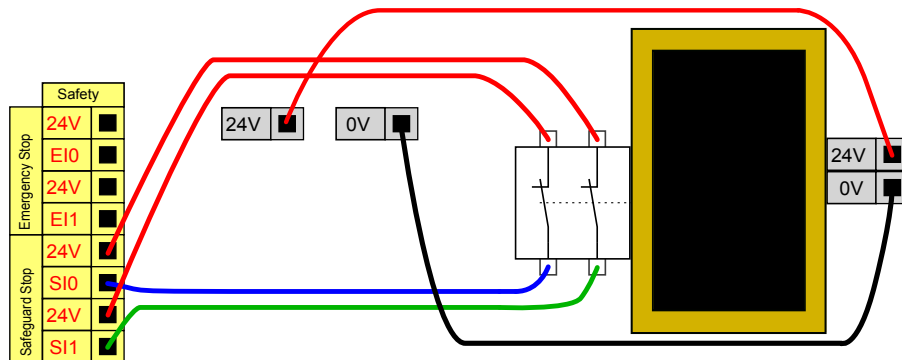 Safety
Emergency Stop
24V
EI0
24V
EI1
Safeguard Stop
24V
SI0
24V
SI1
24V
0V
24V
0V